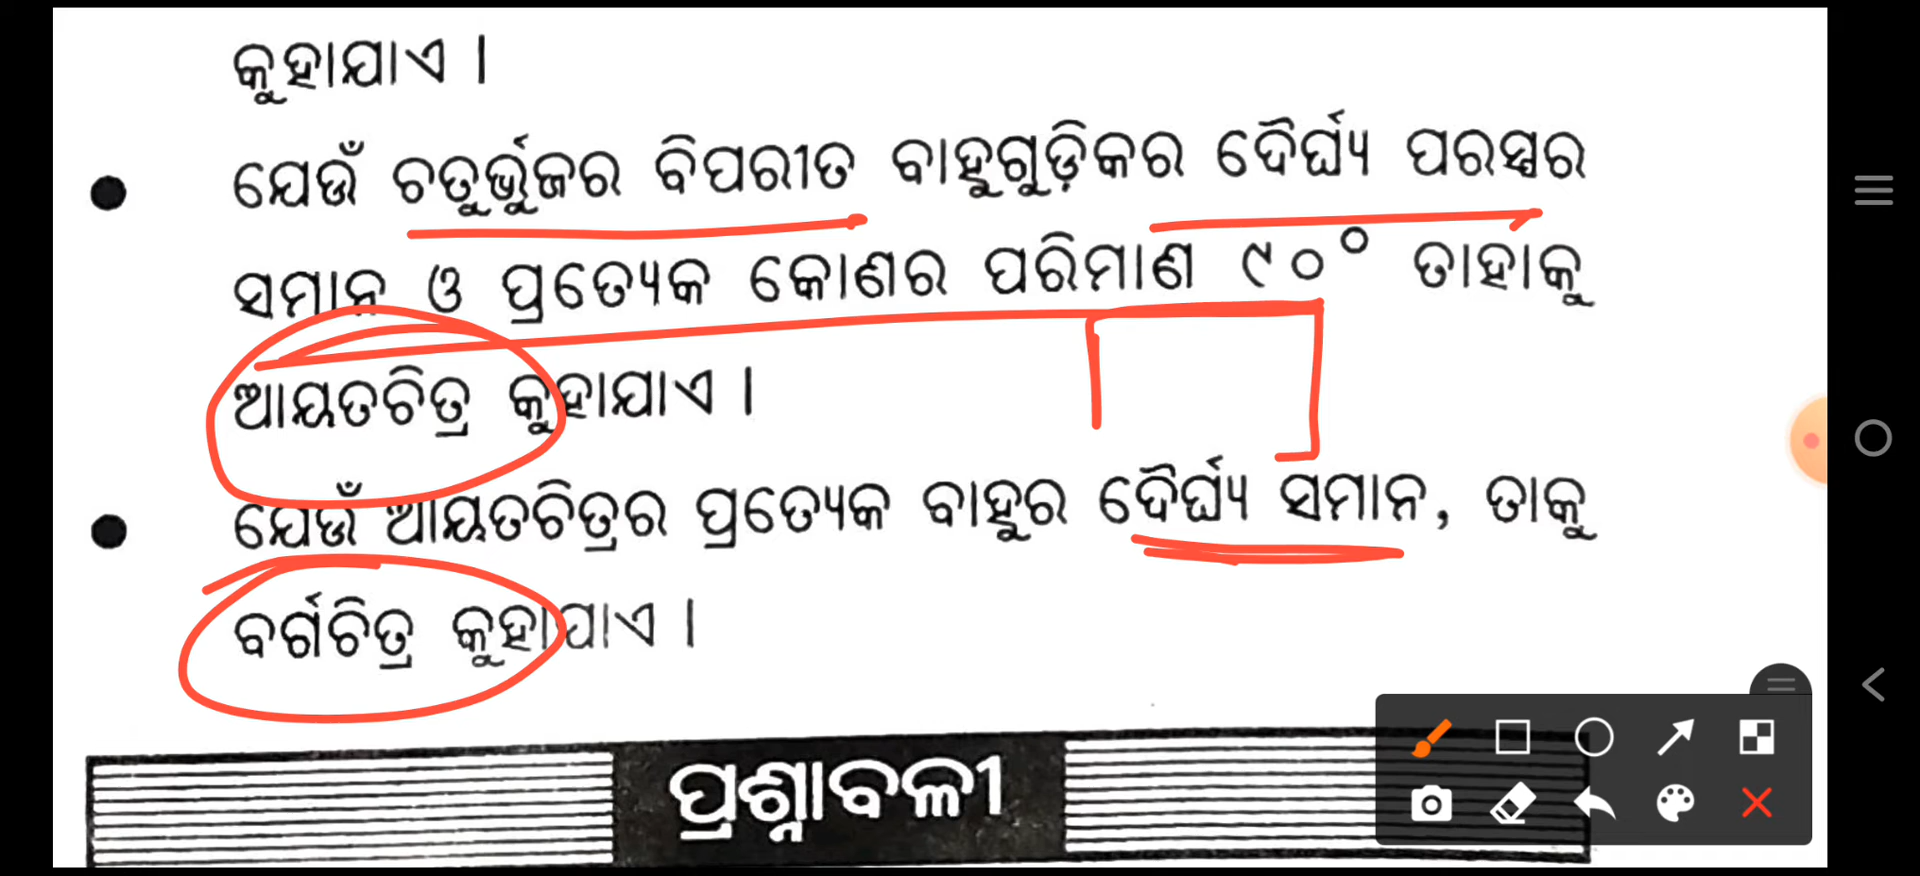 କୁହାଯାଏ ।
● ଯେଉଁ ଚତୁର୍ଭୁଜର ବିପରୀତ ବାହୁଗୁଡ଼ିକର ଦୈର୍ଘ୍ୟ ପରସ୍ପର
ସମାନ ଓ ପ୍ରତ୍ୟେକ କୋଣର ପରିମାଣ ୯୦° ତାହାକୁ
ଆୟତଚିତ୍ର କୁହାଯାଏ ।
● ଯେଉଁ ଆୟତଚିତ୍ରର ପ୍ରତ୍ୟେକ ବାହୁର ଦୈର୍ଘ୍ୟ ସମାନ, ତାକୁ
ବର୍ଗଚିତ୍ର କୁହାଯାଏ ।
ପ୍ରଶ୍ନାବଳୀ